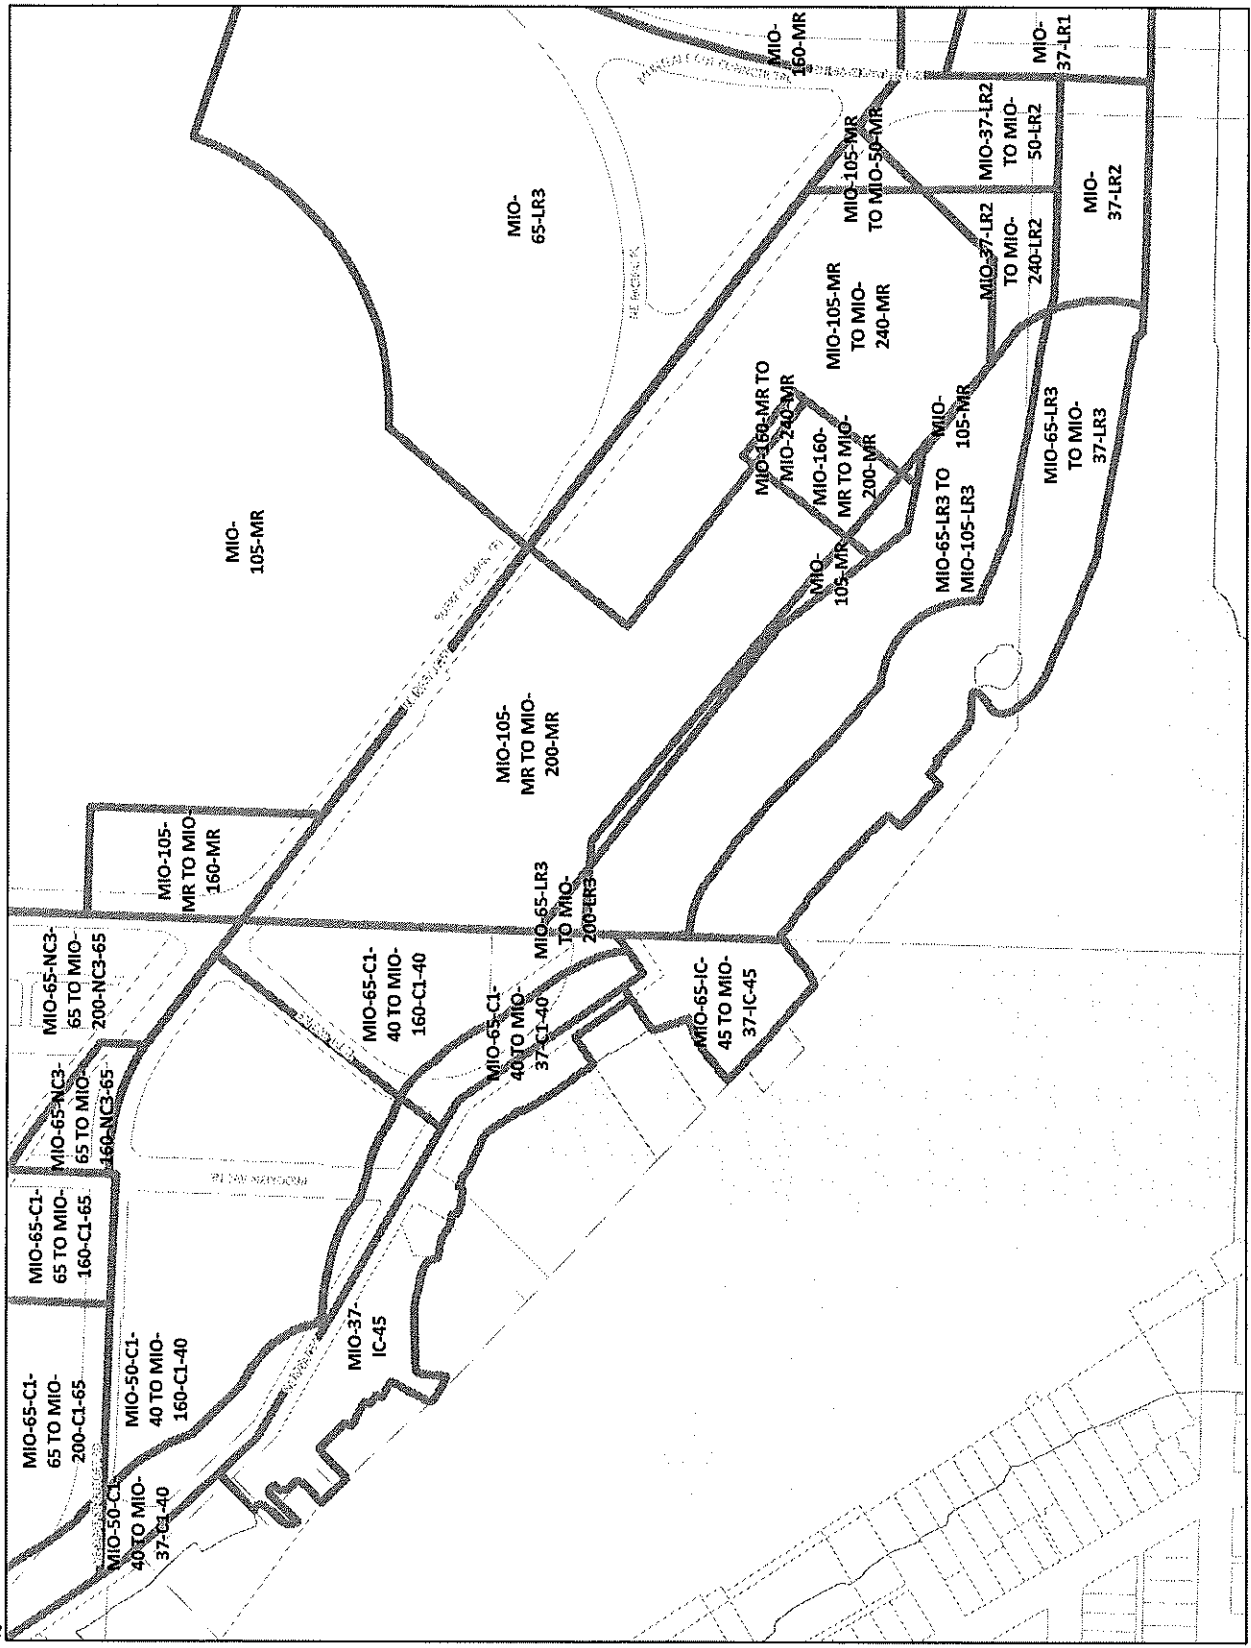 MIO-65-C1-
65 TO MIO-
200-C1-65
MIO-65-C1-
65 TO MIO-
160-C1-65
MIO-65-NC3-
65 TO MIO-
160-NC3-65
MIO-65-NC3-
65 TO MIO-
200-NC3-65
MIO-50-C1-
40 TO MIO-
37-C1-40
MIO-50-C1-
40 TO MIO-
160-C1-40
MIO-105-
MR TO MIO-
160-MR
MIO-
105-MR
BROOKLYN AVE NE
MIO-37-
IC-45
MIO-65-C1-
40 TO MIO-
160-C1-40
MIO-65-C1-
40 TO MIO-
37-C1-40
MIO-105-
MR TO MIO-
200-MR
MIO-
65-LR3
MIO-65-LR3
TO MIO-
200-LR3
NE PACIFIC PL
MIO-65-IC-
45 TO MIO-
37-IC-45
MIO-160-MR TO
MIO-240-MR
MIO-160-
MR TO MIO-
200-MR
MIO-
160-MR
MIO-
105-MR
MIO-105-MR
TO MIO-
240-MR
MIO-105-MR
TO MIO-50-MR
MIO-65-LR3 TO
MIO-105-LR3
MIO-
105-MR
MIO-37-LR2
TO MIO-
240-LR2
MIO-37-LR2
TO MIO-
50-LR2
MIO-
37-LR1
MIO-65-LR3
TO MIO-
37-LR3
MIO-
37-LR2